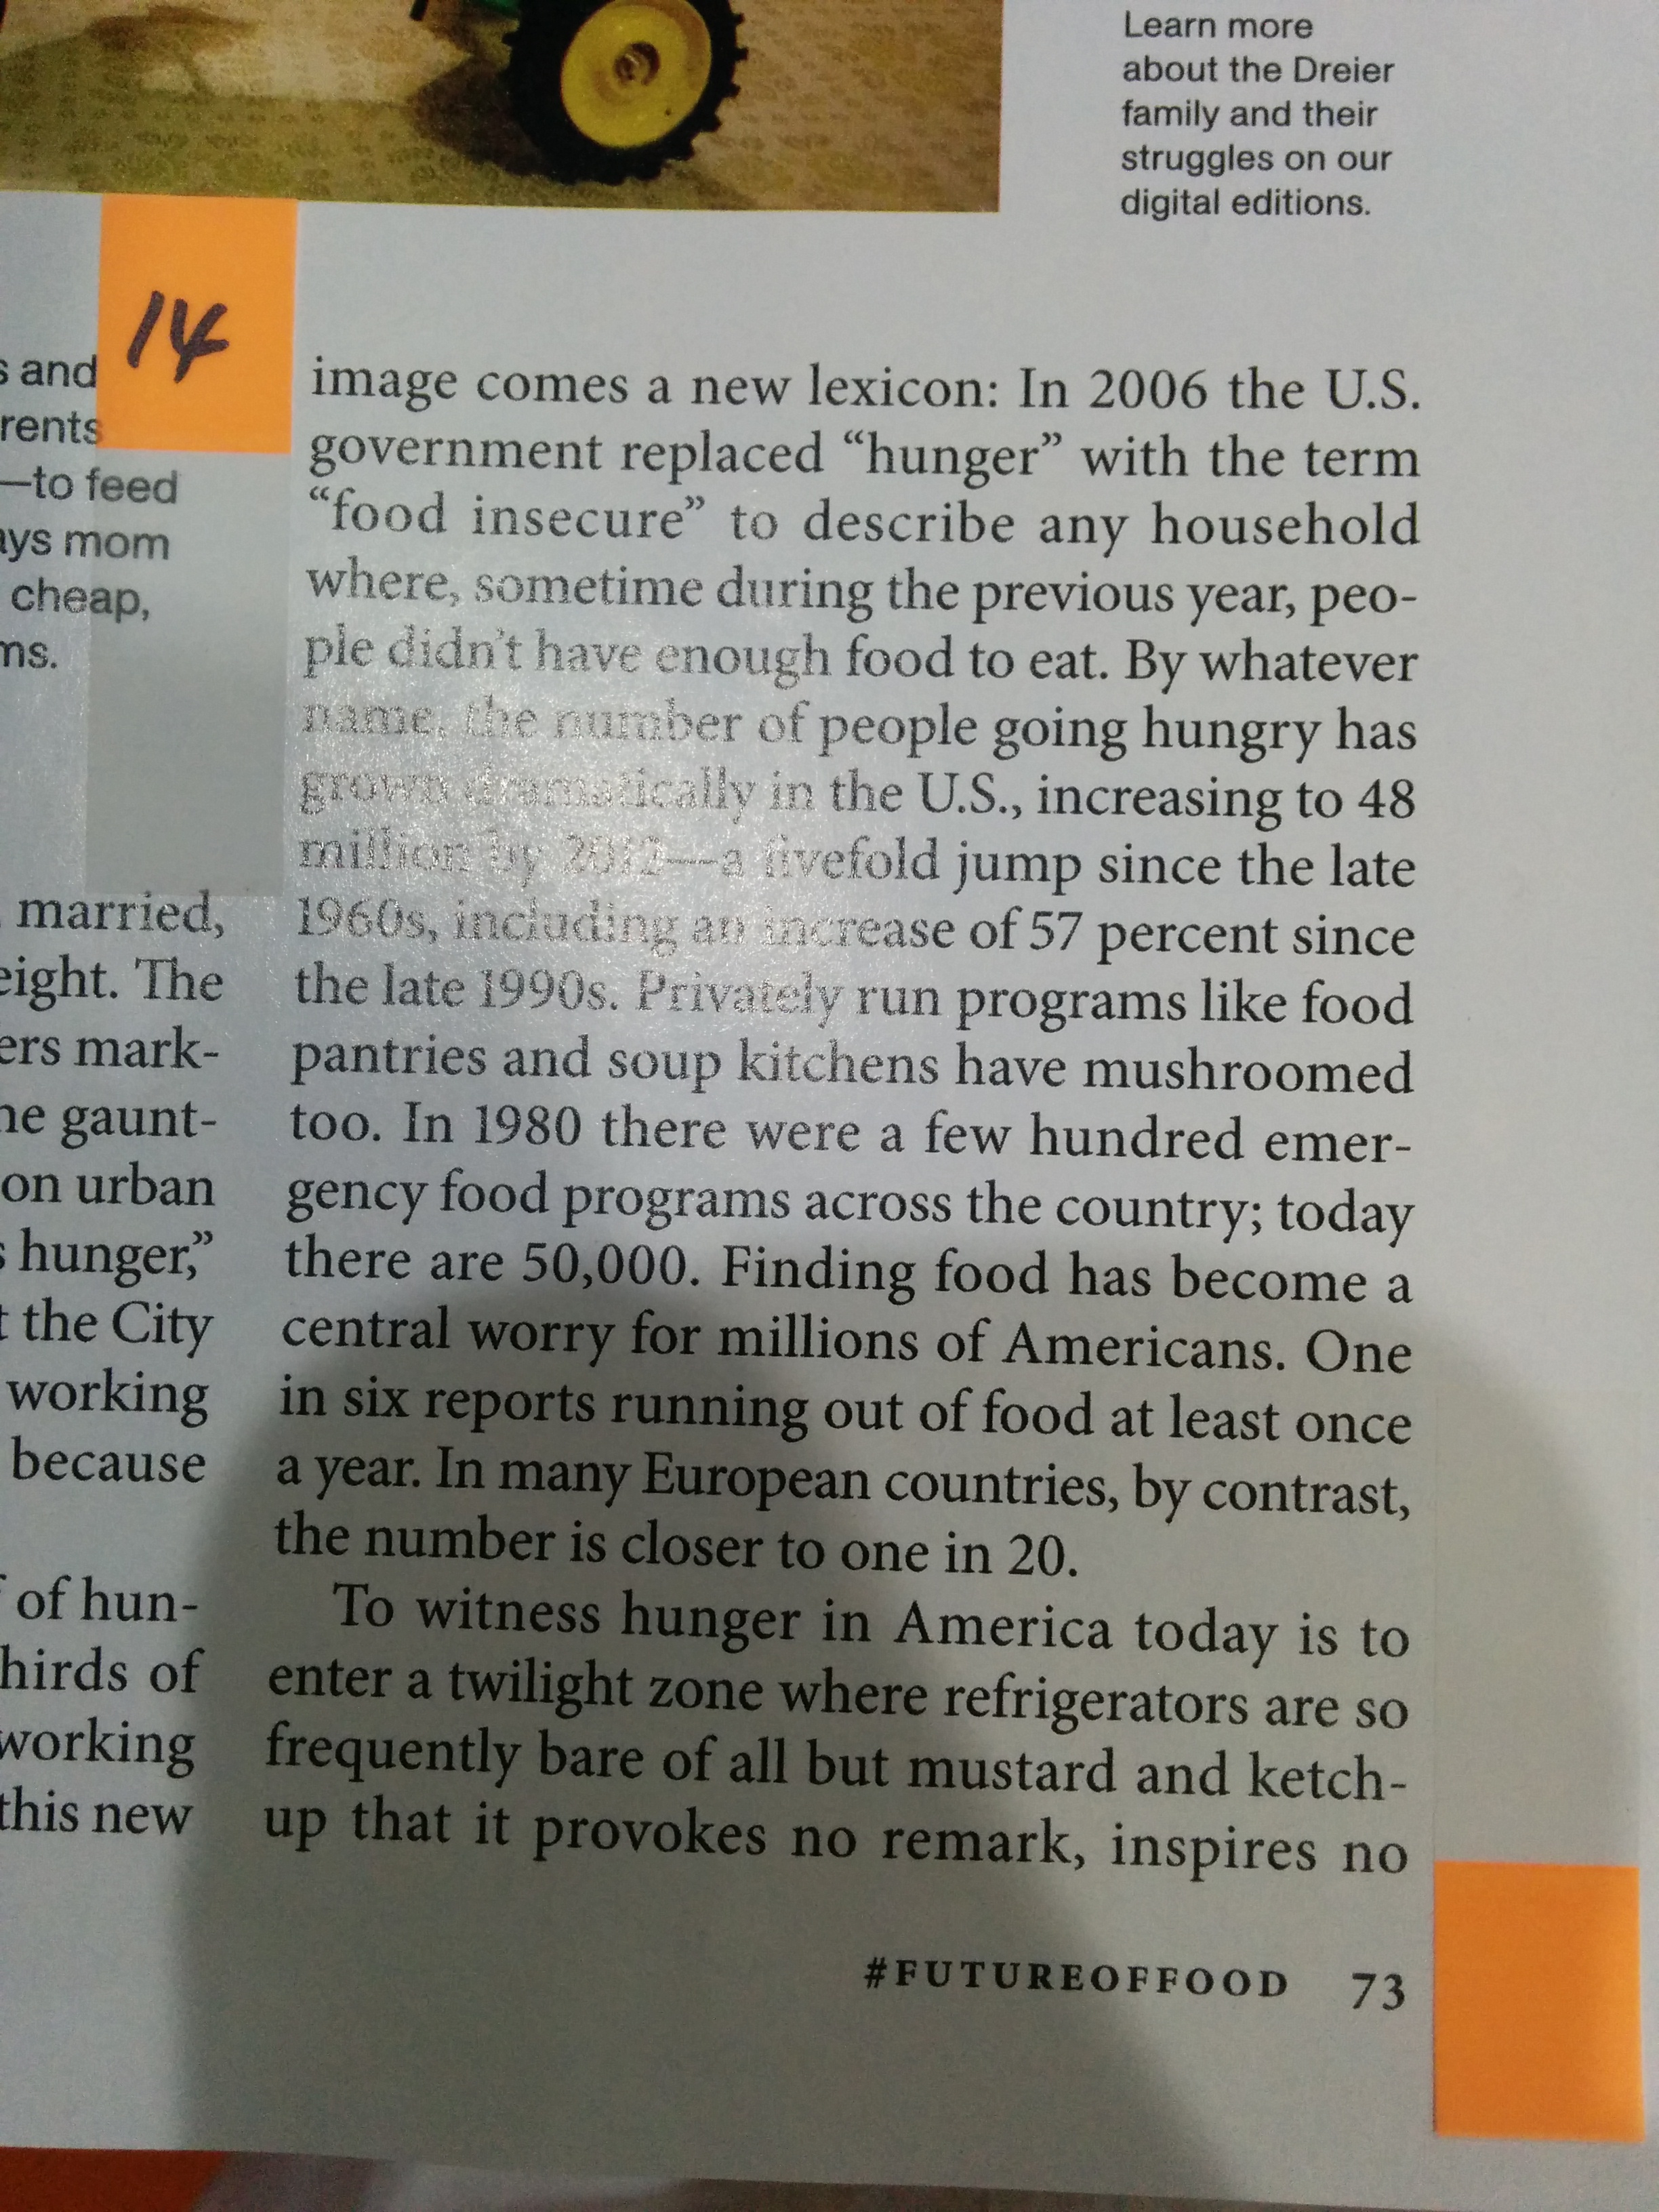 Learn more
about the Dreier
family and their
struggles on our
digital editions.
14
s and
rents
—to feed
ays mom
cheap,
ms.
married,
eight. The
ers mark-
he gaunt-
on urban
s hunger,”
t the City
working
because
of hun-
hirds of
working
this new
image comes a new lexicon: In 2006 the U.S.
government replaced “hunger” with the term
“food insecure” to describe any household
where, sometime during the previous year, peo-
ple didn’t have enough food to eat. By whatever
name, the number of people going hungry has
grown dramatically in the U.S., increasing to 48
million by 2012—a fivefold jump since the late
1960s, including an increase of 57 percent since
the late 1990s. Privately run programs like food
pantries and soup kitchens have mushroomed
too. In 1980 there were a few hundred emer-
gency food programs across the country; today
there are 50,000. Finding food has become a
central worry for millions of Americans. One
in six reports running out of food at least once
a year. In many European countries, by contrast,
the number is closer to one in 20.
To witness hunger in America today is to
enter a twilight zone where refrigerators are so
frequently bare of all but mustard and ketch-
up that it provokes no remark, inspires no
#FUTUREOFFOOD 73